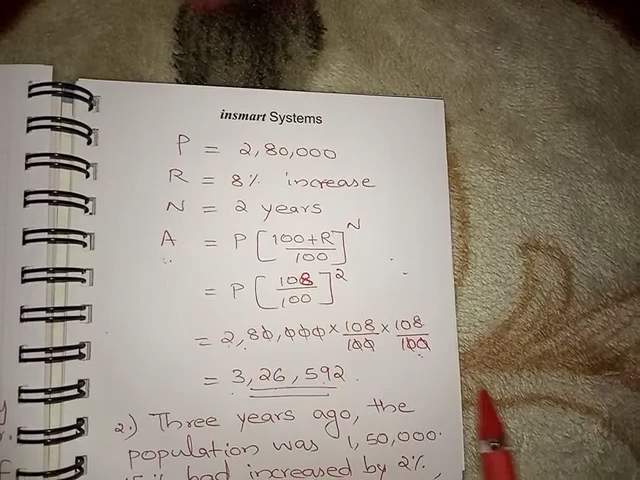 insmart Systems
P = 2,80,000
R = 8% increase
N = 2 years
A = P [100+R/100]^N
= P [108/100]^2
= 2,80,000 × 108/100 × 108/100
= 3,26,592
2.) Three years ago, the
population was 1,50,000.
had increased by 2%,